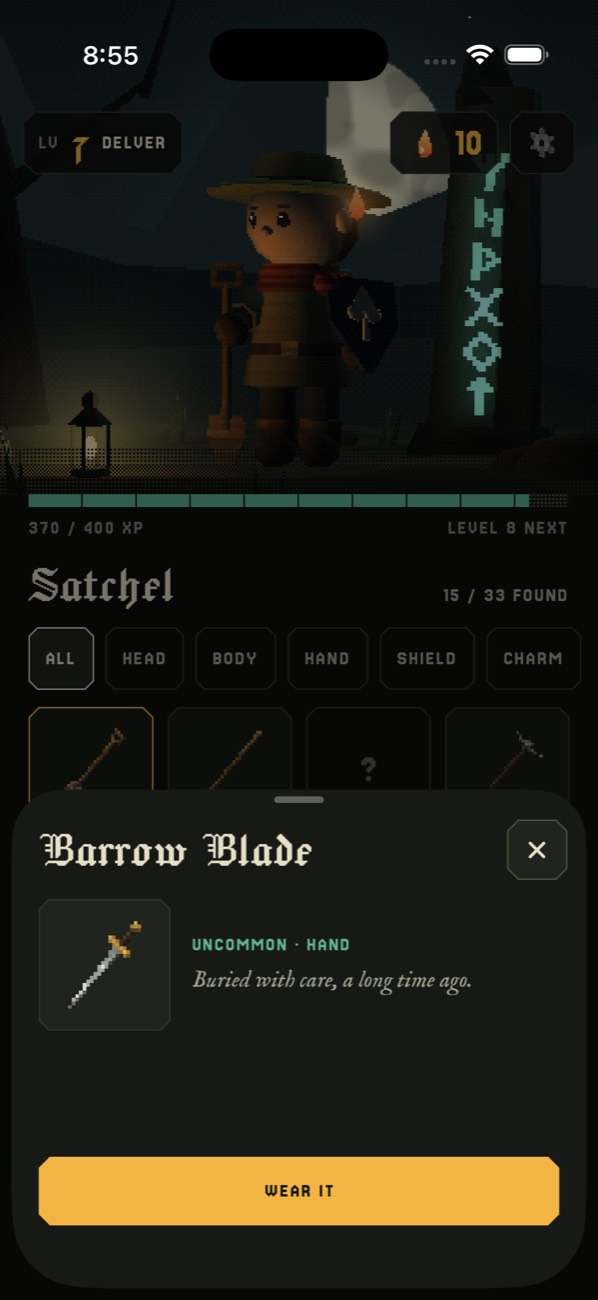 8:55
LV 7 DELVER
10
370 / 400 XP
LEVEL 8 NEXT
Satchel
15 / 33 FOUND
ALL
HEAD
BODY
HAND
SHIELD
CHARM
?
Barrow Blade
UNCOMMON · HAND
Buried with care, a long time ago.
WEAR IT